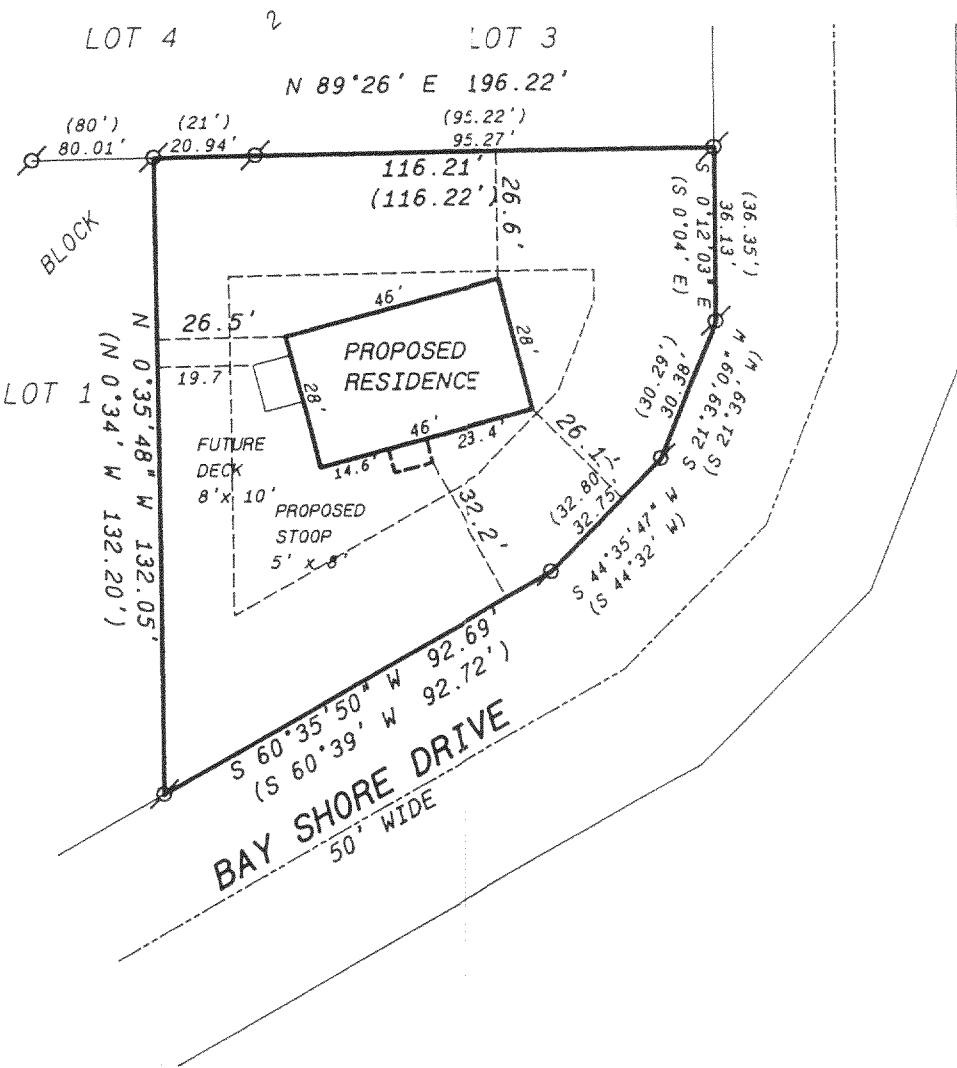 2
LOT 4
LOT 3
N 89°26' E 196.22'
(80')
80.01'
(21')
20.94'
(95.22')
95.27'
116.21'
(116.22')
26.6'
S 0°12'03" E
(S 0°04' E)
(36.35')
36.13'
BLOCK
LOT 1
N 0°35'48" W 132.05'
(N 0°34' W 132.20')
26.5'
19.7
46'
28'
PROPOSED
RESIDENCE
28'
46'
14.6'
23.4'
FUTURE
DECK
8'x 10'
PROPOSED
STOOP
5' x 8'
26.1'
32.2'
(30.29')
30.38'
S 21°39'09" W
(S 21°39' W)
(32.80')
32.75'
S 44°35'47" W
(S 44°32' W)
S 60°35'50" W 92.69'
(S 60°39' W 92.72')
BAY SHORE DRIVE
50' WIDE